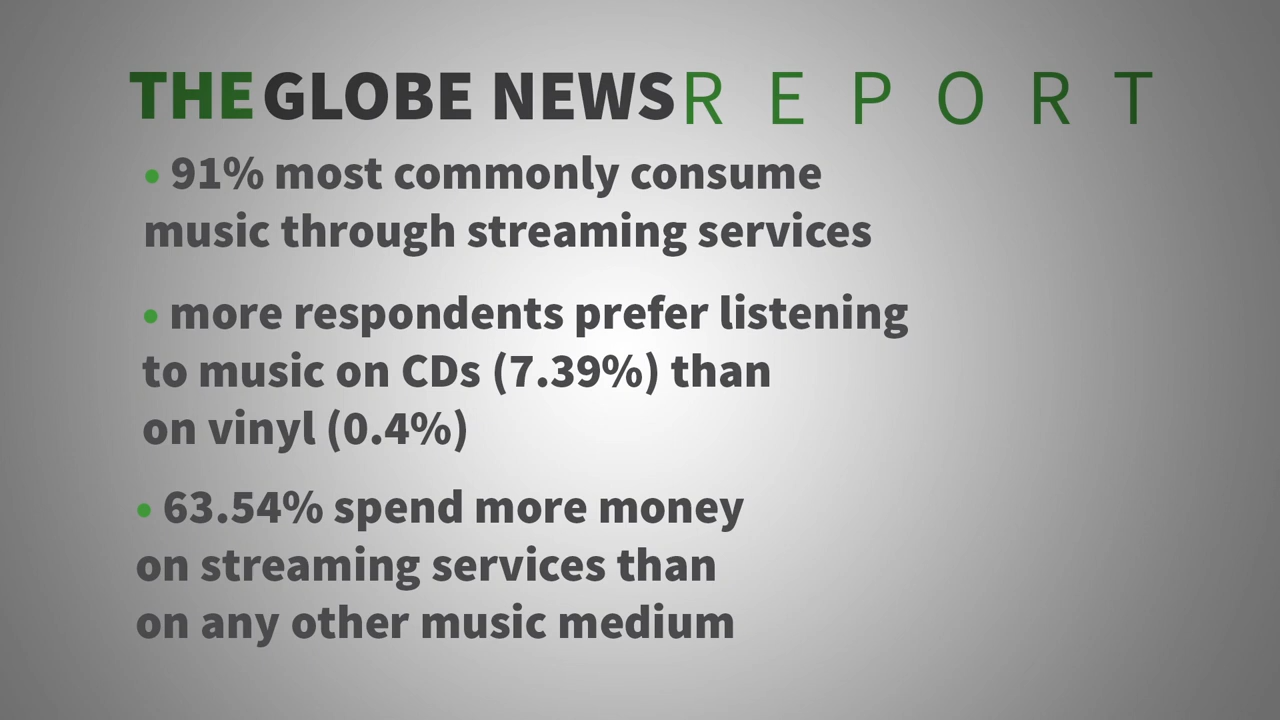 THE GLOBE NEWS REPORT
• 91% most commonly consume
music through streaming services
• more respondents prefer listening
to music on CDs (7.39%) than
on vinyl (0.4%)
• 63.54% spend more money
on streaming services than
on any other music medium